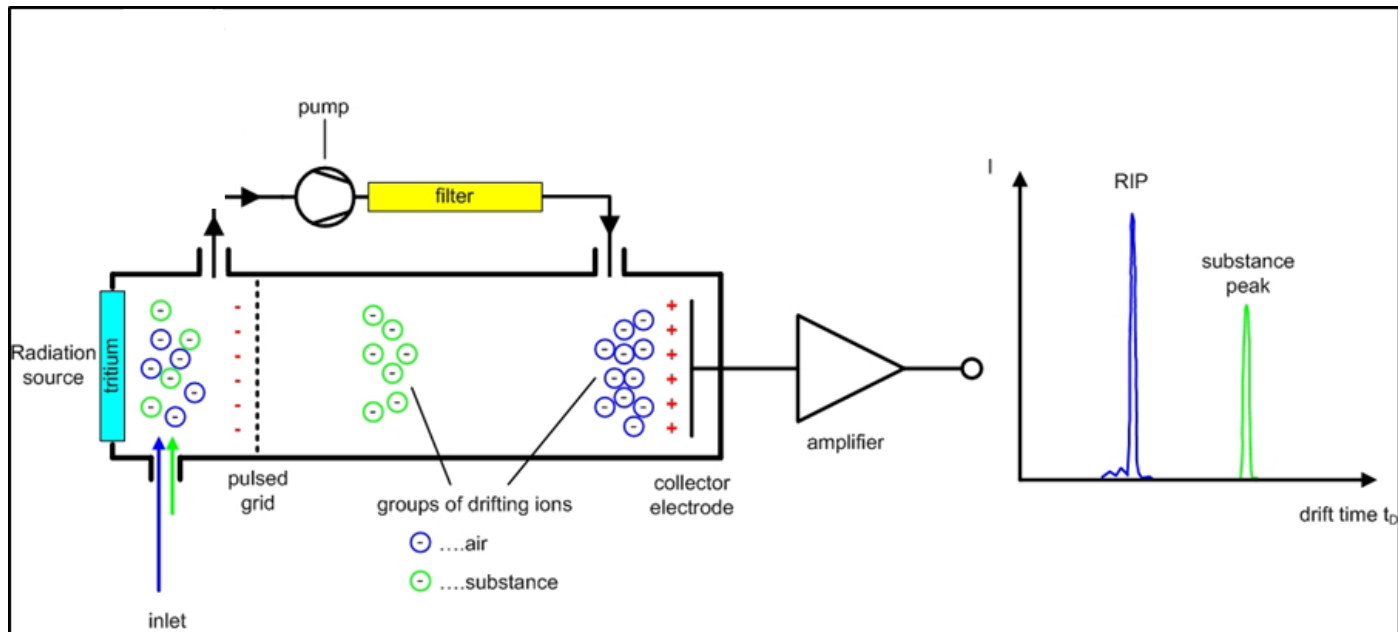 pump
filter
I
RIP
substance
peak
Radiation
source
tritium
amplifier
pulsed
grid
groups of drifting ions
collector
electrode
drift time tD
....air
....substance
inlet